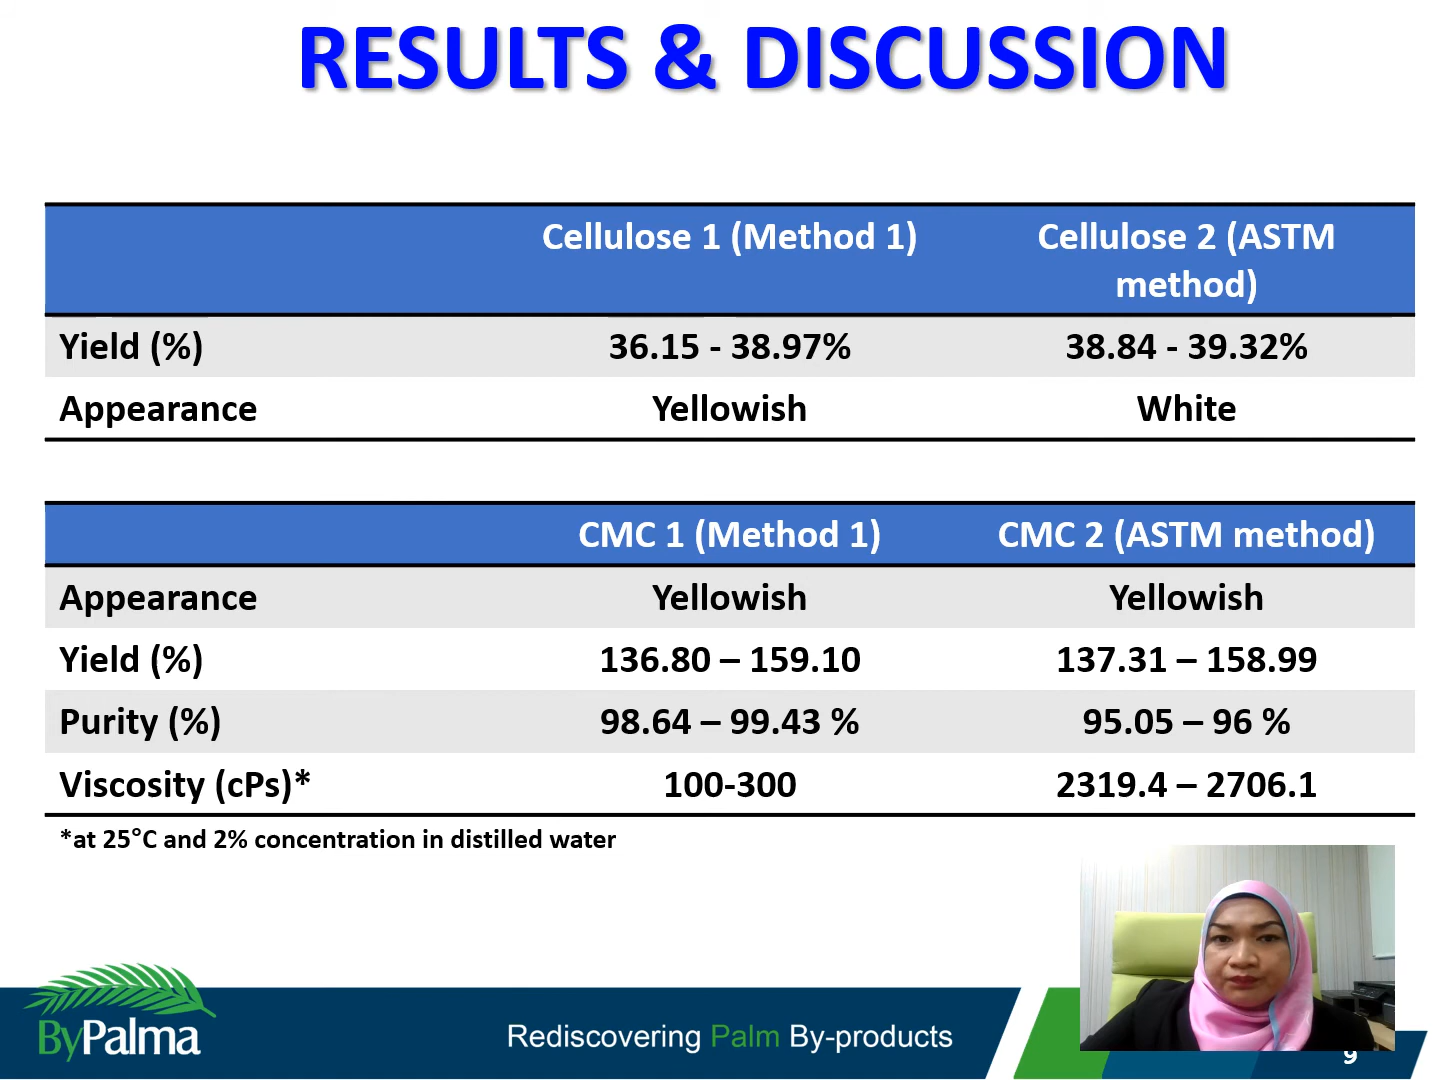 RESULTS & DISCUSSION
Cellulose 1 (Method 1) Cellulose 2 (ASTM
method)
Yield (%) 36.15 - 38.97% 38.84 - 39.32%
Appearance Yellowish White
CMC 1 (Method 1) CMC 2 (ASTM method)
Appearance Yellowish Yellowish
Yield (%) 136.80 – 159.10 137.31 – 158.99
Purity (%) 98.64 – 99.43 % 95.05 – 96 %
Viscosity (cPs)* 100-300 2319.4 – 2706.1
*at 25°C and 2% concentration in distilled water
ByPalma
Rediscovering Palm By-products
9